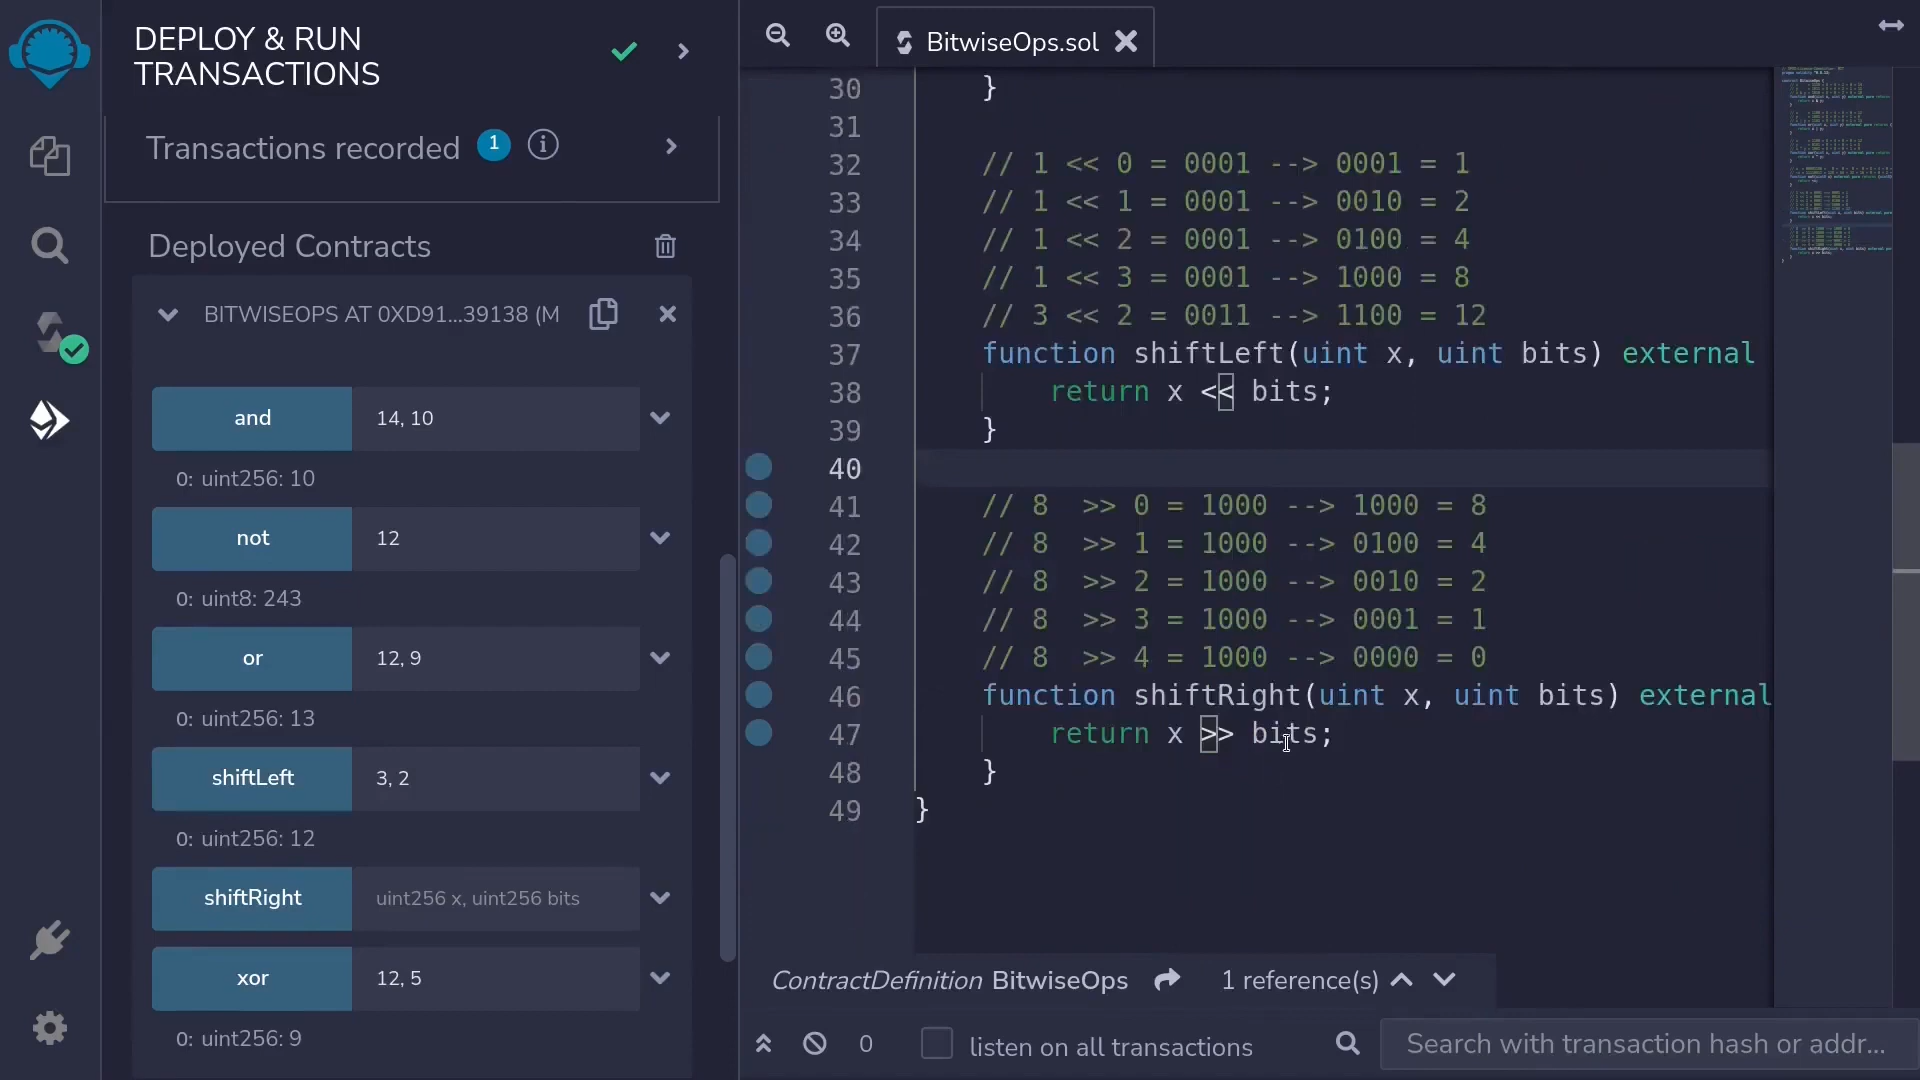 DEPLOY & RUN
TRANSACTIONS
Transactions recorded 1 i
Deployed Contracts
BITWISEOPS AT 0XD91...39138 (M
and 14, 10
0: uint256: 10
not 12
0: uint8: 243
or 12, 9
0: uint256: 13
shiftLeft 3, 2
0: uint256: 12
shiftRight uint256 x, uint256 bits
xor 12, 5
0: uint256: 9
BitwiseOps.sol
30 }
31
32 // 1 << 0 = 0001 --> 0001 = 1
33 // 1 << 1 = 0001 --> 0010 = 2
34 // 1 << 2 = 0001 --> 0100 = 4
35 // 1 << 3 = 0001 --> 1000 = 8
36 // 3 << 2 = 0011 --> 1100 = 12
37 function shiftLeft(uint x, uint bits) external
38 return x << bits;
39 }
40
41 // 8  >> 0 = 1000 --> 1000 = 8
42 // 8  >> 1 = 1000 --> 0100 = 4
43 // 8  >> 2 = 1000 --> 0010 = 2
44 // 8  >> 3 = 1000 --> 0001 = 1
45 // 8  >> 4 = 1000 --> 0000 = 0
46 function shiftRight(uint x, uint bits) external
47 return x >> bits;
48 }
49 }
ContractDefinition BitwiseOps 1 reference(s)
0 listen on all transactions Search with transaction hash or addr...